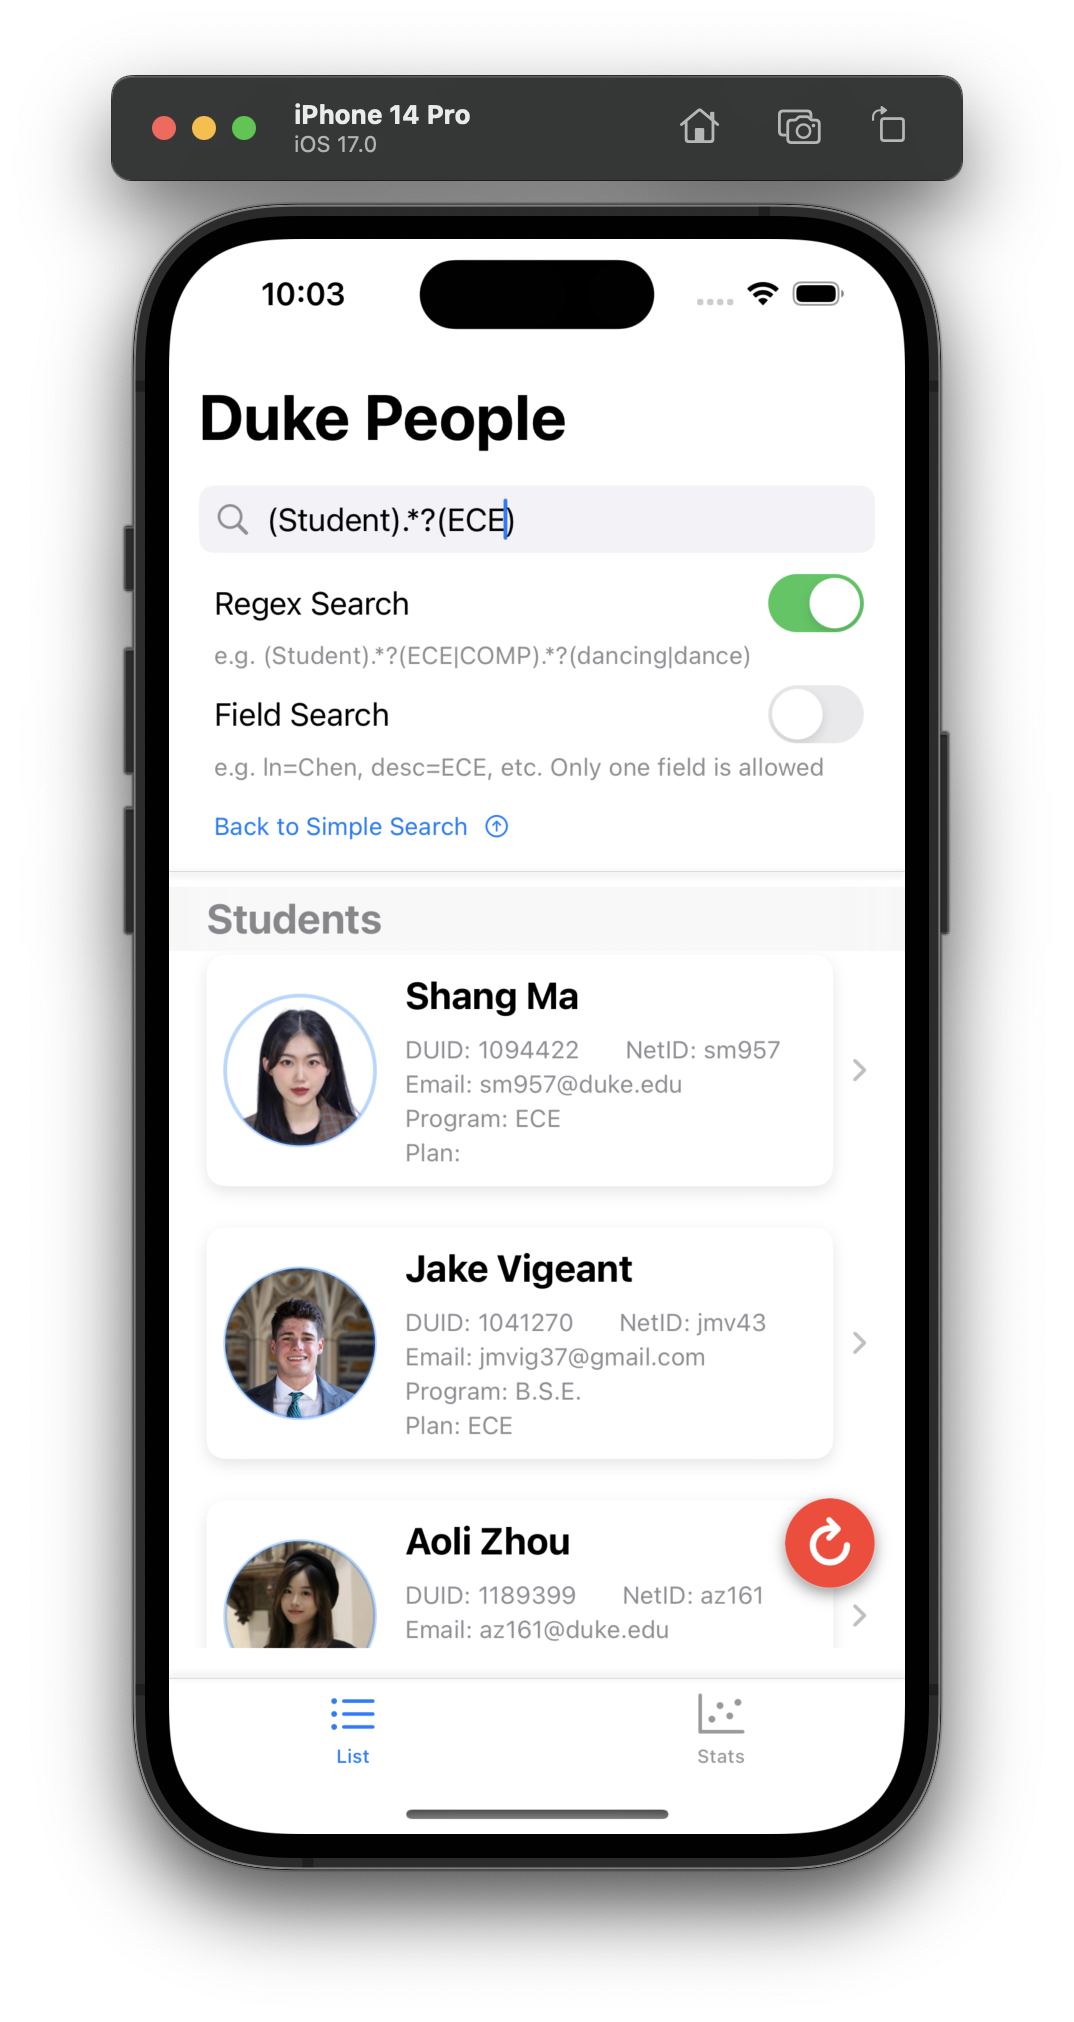 iPhone 14 Pro
iOS 17.0
10:03
Duke People
(Student).*?(ECE)
Regex Search
e.g. (Student).*?(ECE|COMP).*?(dancing|dance)
Field Search
e.g. ln=Chen, desc=ECE, etc. Only one field is allowed
Back to Simple Search
Students
Shang Ma
DUID: 1094422 NetID: sm957
Email: sm957@duke.edu
Program: ECE
Plan:
Jake Vigeant
DUID: 1041270 NetID: jmv43
Email: jmvig37@gmail.com
Program: B.S.E.
Plan: ECE
Aoli Zhou
DUID: 1189399 NetID: az161
Email: az161@duke.edu
List Stats